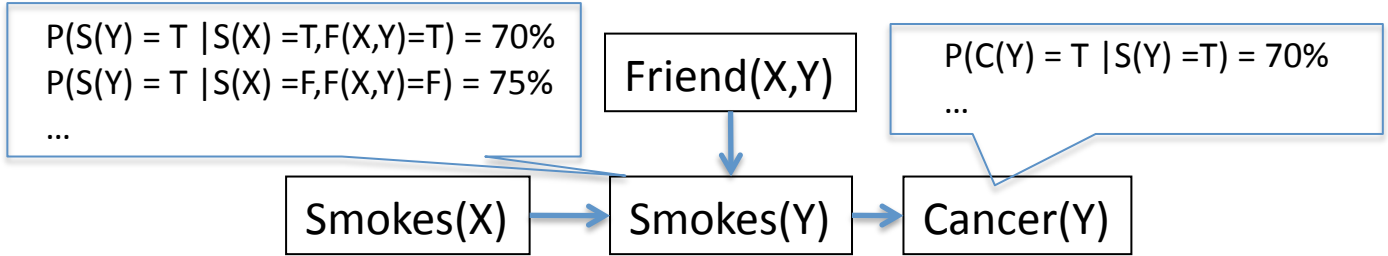 P(S(Y) = T |S(X) =T,F(X,Y)=T) = 70%
P(S(Y) = T |S(X) =F,F(X,Y)=F) = 75%
...
Friend(X,Y)
P(C(Y) = T |S(Y) =T) = 70%
...
Smokes(X)
Smokes(Y)
Cancer(Y)